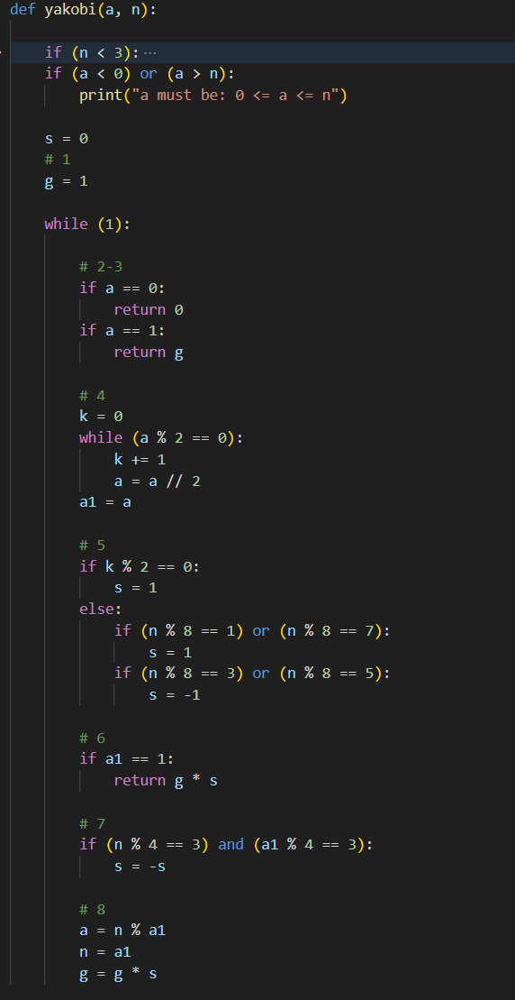 def yakobi(a, n):
if (n < 3):···
if (a < 0) or (a > n):
print("a must be: 0 <= a <= n")
s = 0
# 1
g = 1
while (1):
# 2-3
if a == 0:
return 0
if a == 1:
return g
# 4
k = 0
while (a % 2 == 0):
k += 1
a = a // 2
a1 = a
# 5
if k % 2 == 0:
s = 1
else:
if (n % 8 == 1) or (n % 8 == 7):
s = 1
if (n % 8 == 3) or (n % 8 == 5):
s = -1
# 6
if a1 == 1:
return g * s
# 7
if (n % 4 == 3) and (a1 % 4 == 3):
s = -s
# 8
a = n % a1
n = a1
g = g * s